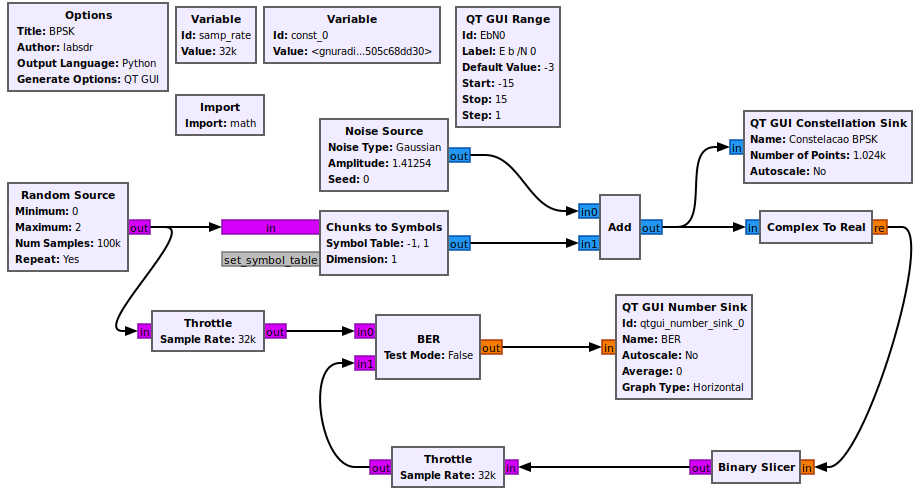 Options
Title: BPSK
Author: labsdr
Output Language: Python
Generate Options: QT GUI
Variable
Id: samp_rate
Value: 32k
Variable
Id: const_0
Value: <gnuradi...505c68dd30>
QT GUI Range
Id: EbN0
Label: E b /N 0
Default Value: -3
Start: -15
Stop: 15
Step: 1
Import
Import: math
Noise Source
Noise Type: Gaussian
Amplitude: 1.41254
Seed: 0
out
QT GUI Constellation Sink
Name: Constelacao BPSK
Number of Points: 1.024k
Autoscale: No
in
Random Source
Minimum: 0
Maximum: 2
Num Samples: 100k
Repeat: Yes
out
in
set_symbol_table
Chunks to Symbols
Symbol Table: -1, 1
Dimension: 1
out
in0
in1
Add
out
in
Complex To Real
re
in
Throttle
Sample Rate: 32k
out
in0
in1
BER
Test Mode: False
out
in
QT GUI Number Sink
Id: qtgui_number_sink_0
Name: BER
Autoscale: No
Average: 0
Graph Type: Horizontal
out
Throttle
Sample Rate: 32k
in
out
Binary Slicer
in